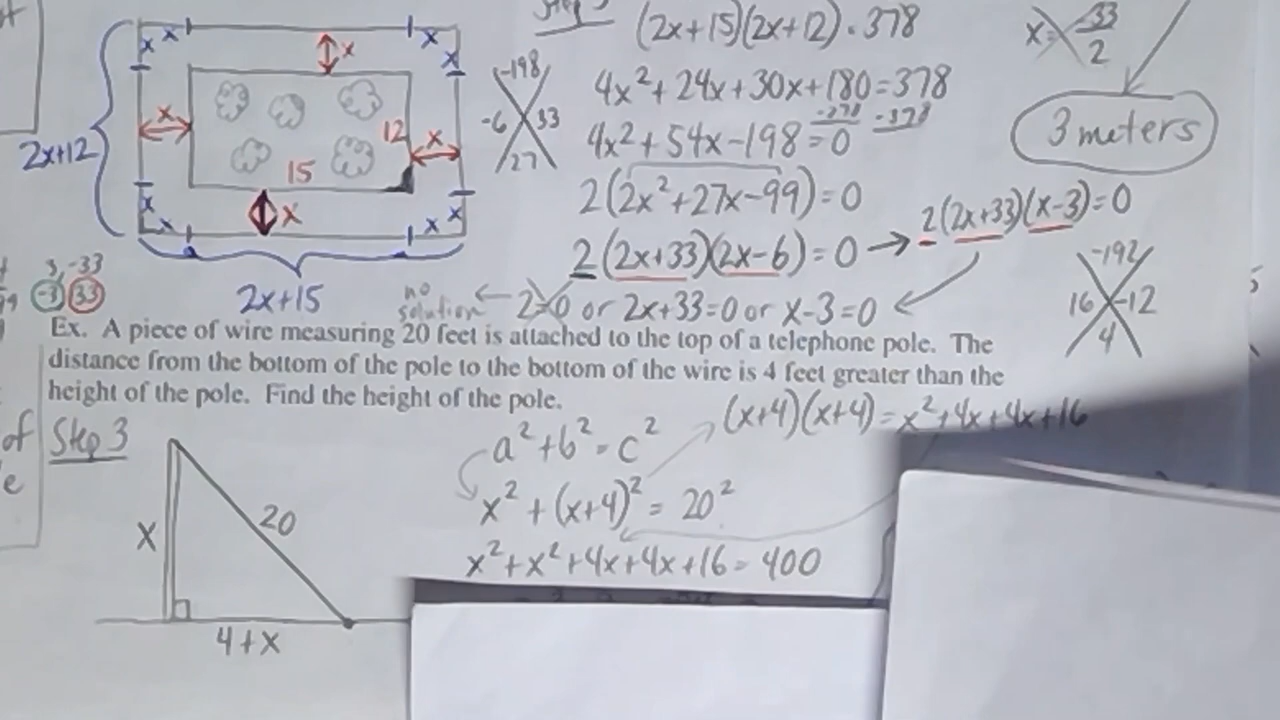 (2x+15)(2x+12) = 378
4x²+24x+30x+180=378
-378 -378
4x²+54x-198=0
2(2x²+27x-99)=0
2(2x+33)(2x-6)=0 → 2(2x+33)(x-3)=0
no solution ← 2=0 or 2x+33=0 or x-3=0
x= 33
2
3 meters
-198
-6 33
27
x x x x
x
x 12 x
15
x
x x x x
2x+12
2x+15
3,-33
-3 33
-192
16 -12
4
Ex. A piece of wire measuring 20 feet is attached to the top of a telephone pole. The
distance from the bottom of the pole to the bottom of the wire is 4 feet greater than the
height of the pole. Find the height of the pole.
of
e
Step 3
x
20
4+x
a²+b²=c²
(x+4)(x+4)=x²+4x+4x+16
x²+(x+4)²=20²
x²+x²+4x+4x+16=400